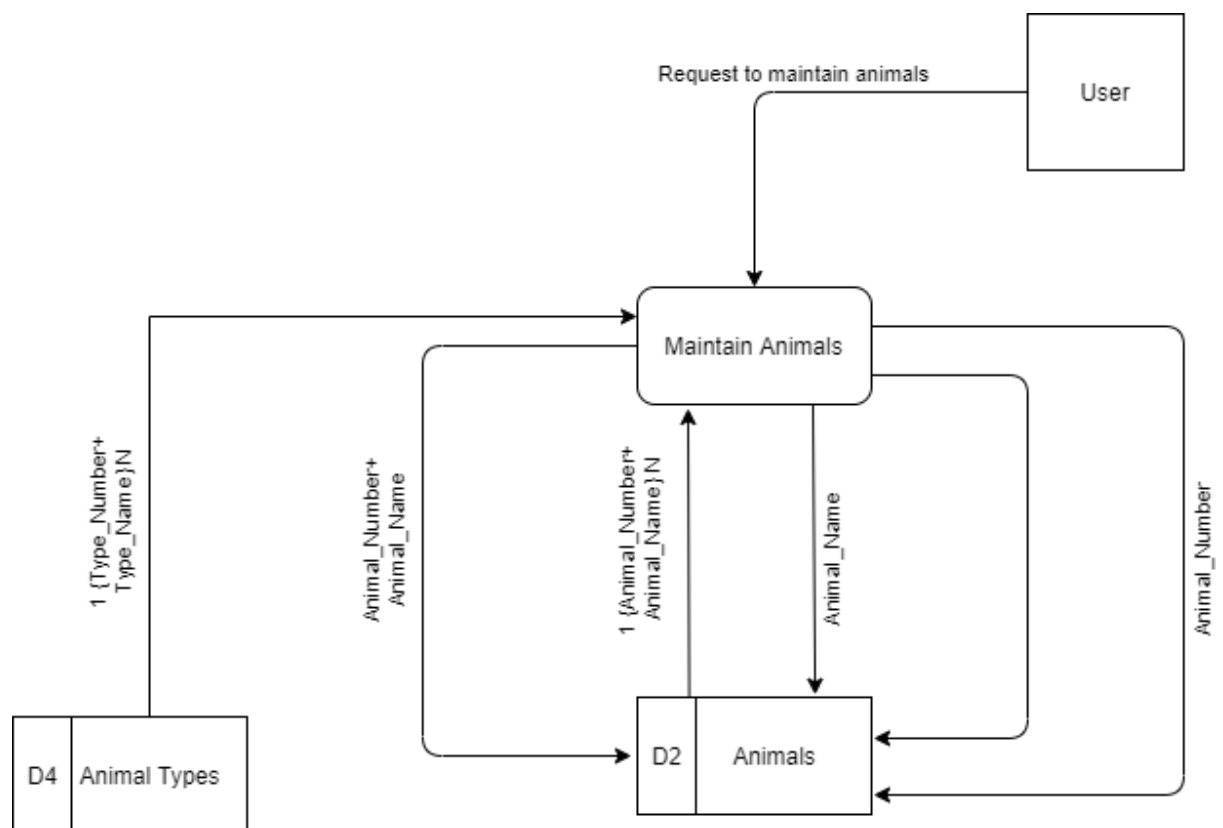 Request to maintain animals
User
Maintain Animals
1 {Type_Number+
Type_Name}N
Animal_Number+
Animal_Name
1 {Animal_Number+
Animal_Name}N
Animal_Name
Animal_Number
D4
Animal Types
D2
Animals